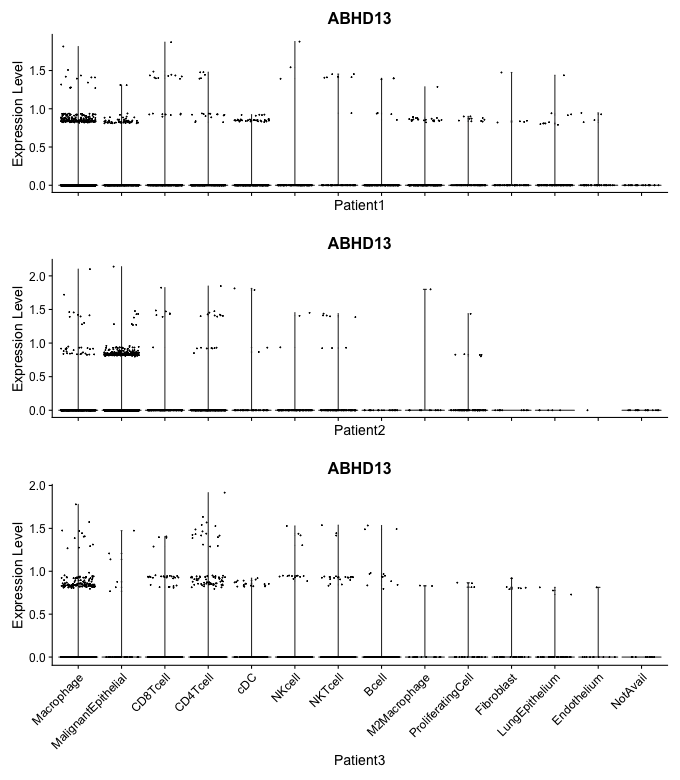 ABHD13
Expression Level
1.5
1.0
0.5
0.0
Patient1
ABHD13
Expression Level
2.0
1.5
1.0
0.5
0.0
Patient2
ABHD13
Expression Level
2.0
1.5
1.0
0.5
0.0
Macrophage
MalignantEpithelial
CD8Tcell
CD4Tcell
cDC
NKcell
NKTcell
Bcell
M2Macrophage
ProliferatingCell
Fibroblast
LungEpithelium
Endothelium
NotAvail
Patient3